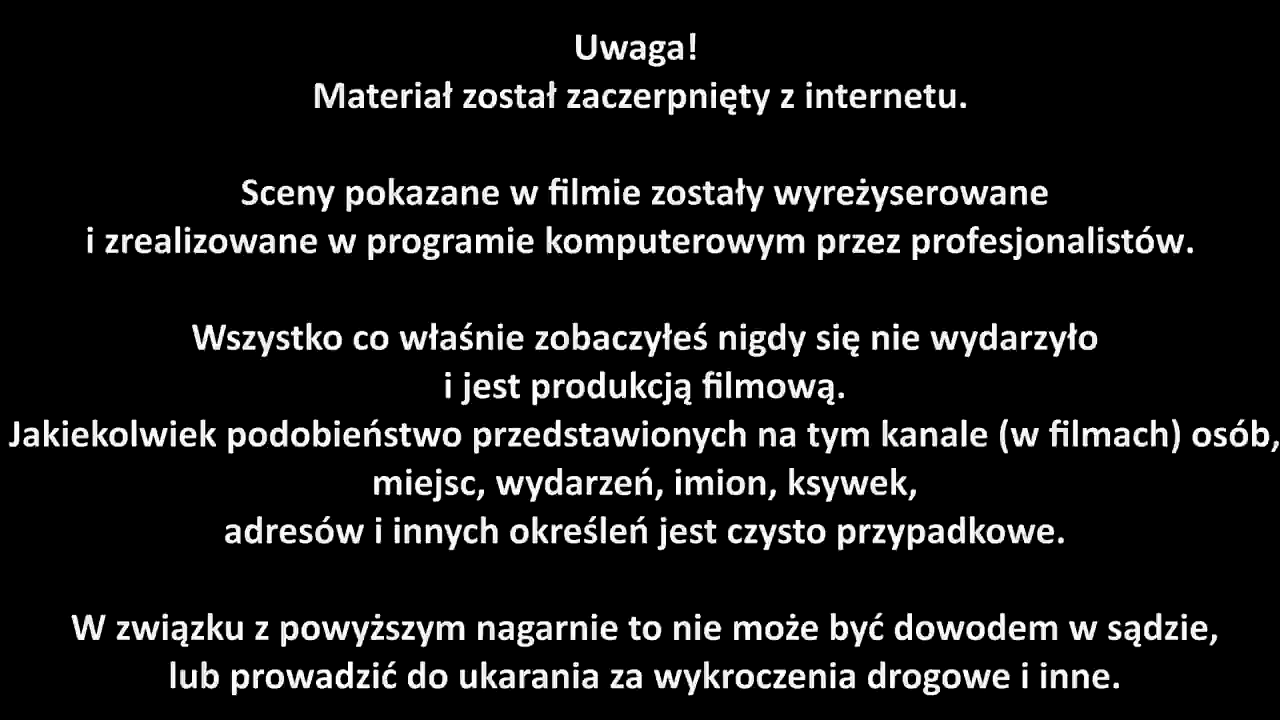 Uwaga!
Materiał został zaczerpnięty z internetu.
Sceny pokazane w filmie zostały wyreżyserowane
i zrealizowane w programie komputerowym przez profesjonalistów.
Wszystko co właśnie zobaczyłeś nigdy się nie wydarzyło
i jest produkcją filmową.
Jakiekolwiek podobieństwo przedstawionych na tym kanale (w filmach) osób,
miejsc, wydarzeń, imion, ksywek,
adresów i innych określeń jest czysto przypadkowe.
W związku z powyższym nagarnie to nie może być dowodem w sądzie,
lub prowadzić do ukarania za wykroczenia drogowe i inne.